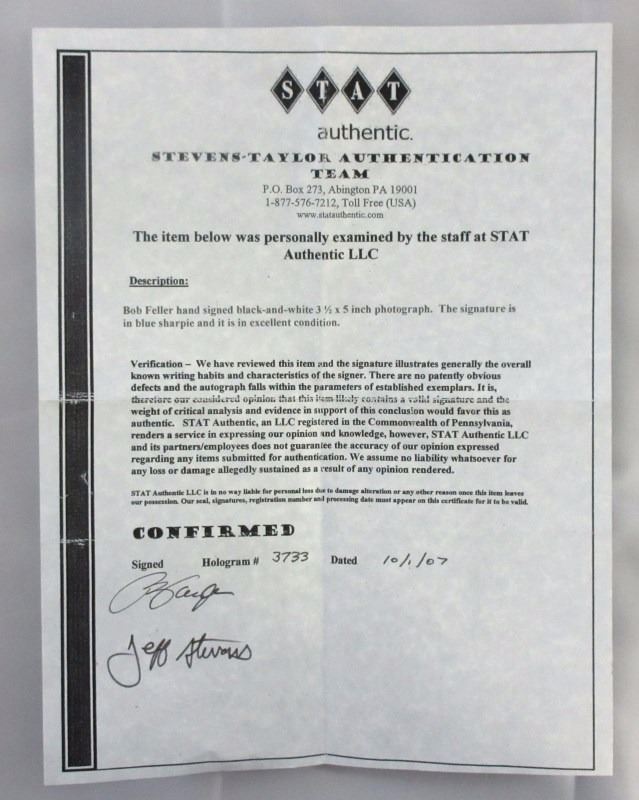 STAT
authentic.
STEVENS-TAYLOR AUTHENTICATION
TEAM
P.O. Box 273, Abington PA 19001
1-877-576-7212, Toll Free (USA)
www.statauthentic.com
The item below was personally examined by the staff at STAT
Authentic LLC
Description:
Bob Feller hand signed black-and-white 3 ½ x 5 inch photograph. The signature is
in blue sharpie and it is in excellent condition.
Verification – We have reviewed this item and the signature illustrates generally the overall
known writing habits and characteristics of the signer. There are no patently obvious
defects and the autograph falls within the parameters of established exemplars. It is,
therefore our considered opinion that this item likely contains a valid signature and the
weight of critical analysis and evidence in support of this conclusion would favor this as
authentic. STAT Authentic, an LLC registered in the Commonwealth of Pennsylvania,
renders a service in expressing our opinion and knowledge, however, STAT Authentic LLC
and its partners/employees does not guarantee the accuracy of our opinion expressed
regarding any items submitted for authentication. We assume no liability whatsoever for
any loss or damage allegedly sustained as a result of any opinion rendered.
STAT Authentic LLC is in no way liable for personal loss due to damage alteration or any other reason once this item leaves
our possession. Our seal, signatures, registration number and processing date must appear on this certificate for it to be valid.
CONFIRMED
Signed Hologram # 3733 Dated 10/1/07
Jeff Stevens